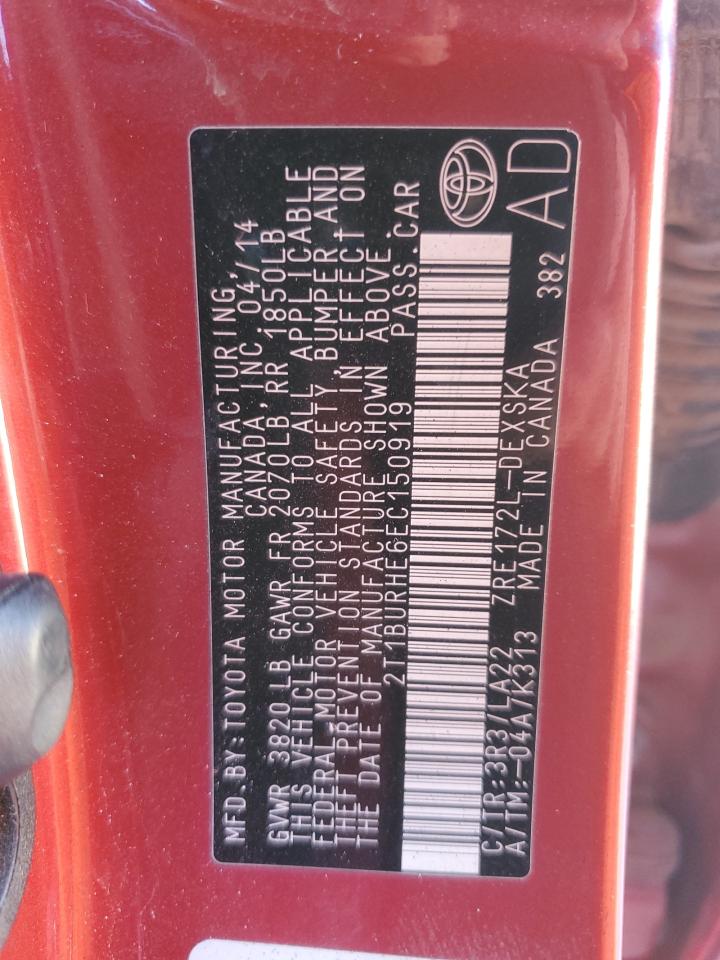 MFD. BY: TOYOTA MOTOR MANUFACTURING,
CANADA, INC. 04/14
GVWR 3820LB GAWR FR 2070LB, RR 1850LB
THIS VEHICLE CONFORMS TO ALL APPLICABLE
FEDERAL MOTOR VEHICLE SAFETY, BUMPER AND
THEFT PREVENTION STANDARDS IN EFFECT ON
THE DATE OF MANUFACTURE SHOWN ABOVE.
2T1BURHE6EC150919 PASS.CAR
C/TR:3R3/LA22 ZRE172L-DEXSKA
A/TM:-04A/K313 MADE IN CANADA 382
AD